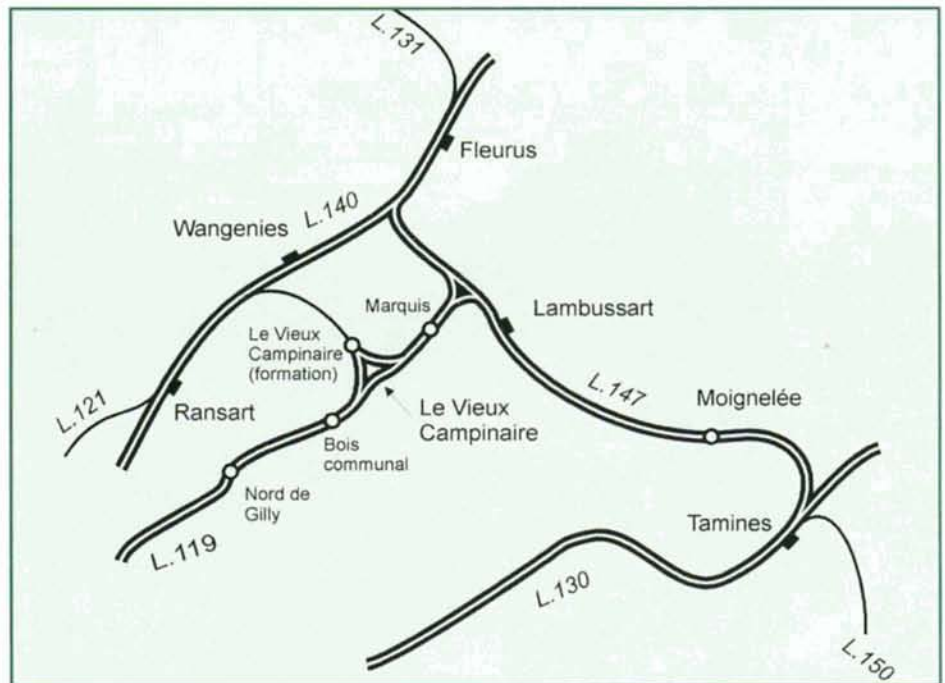 L.131
Fleurus
L.140
Wangenies
Marquis
Lambussart
Le Vieux
Campinaire
(formation)
L.147
Moignelée
L.121
Ransart
Le Vieux
Campinaire
Bois
communal
Nord de
Gilly
Tamines
L.119
L.130
L.150